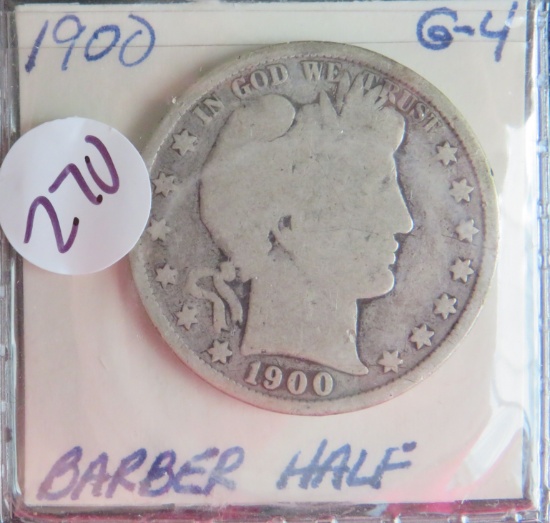 1900 G-4
270
IN GOD WE TRUST
1900
BARBER HALF